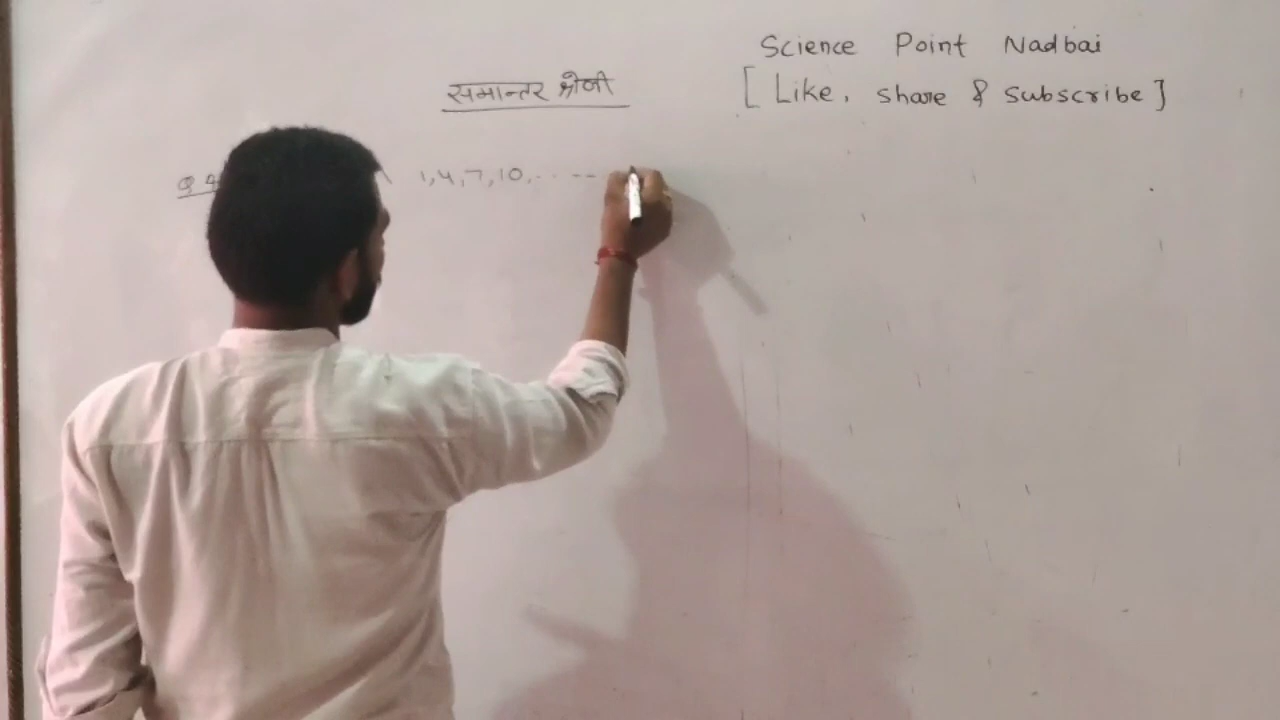 Science Point Nadbai
समान्तर श्रेणी
[ Like, share & subscribe ]
Q 4 1, 4, 7, 10, . . . --